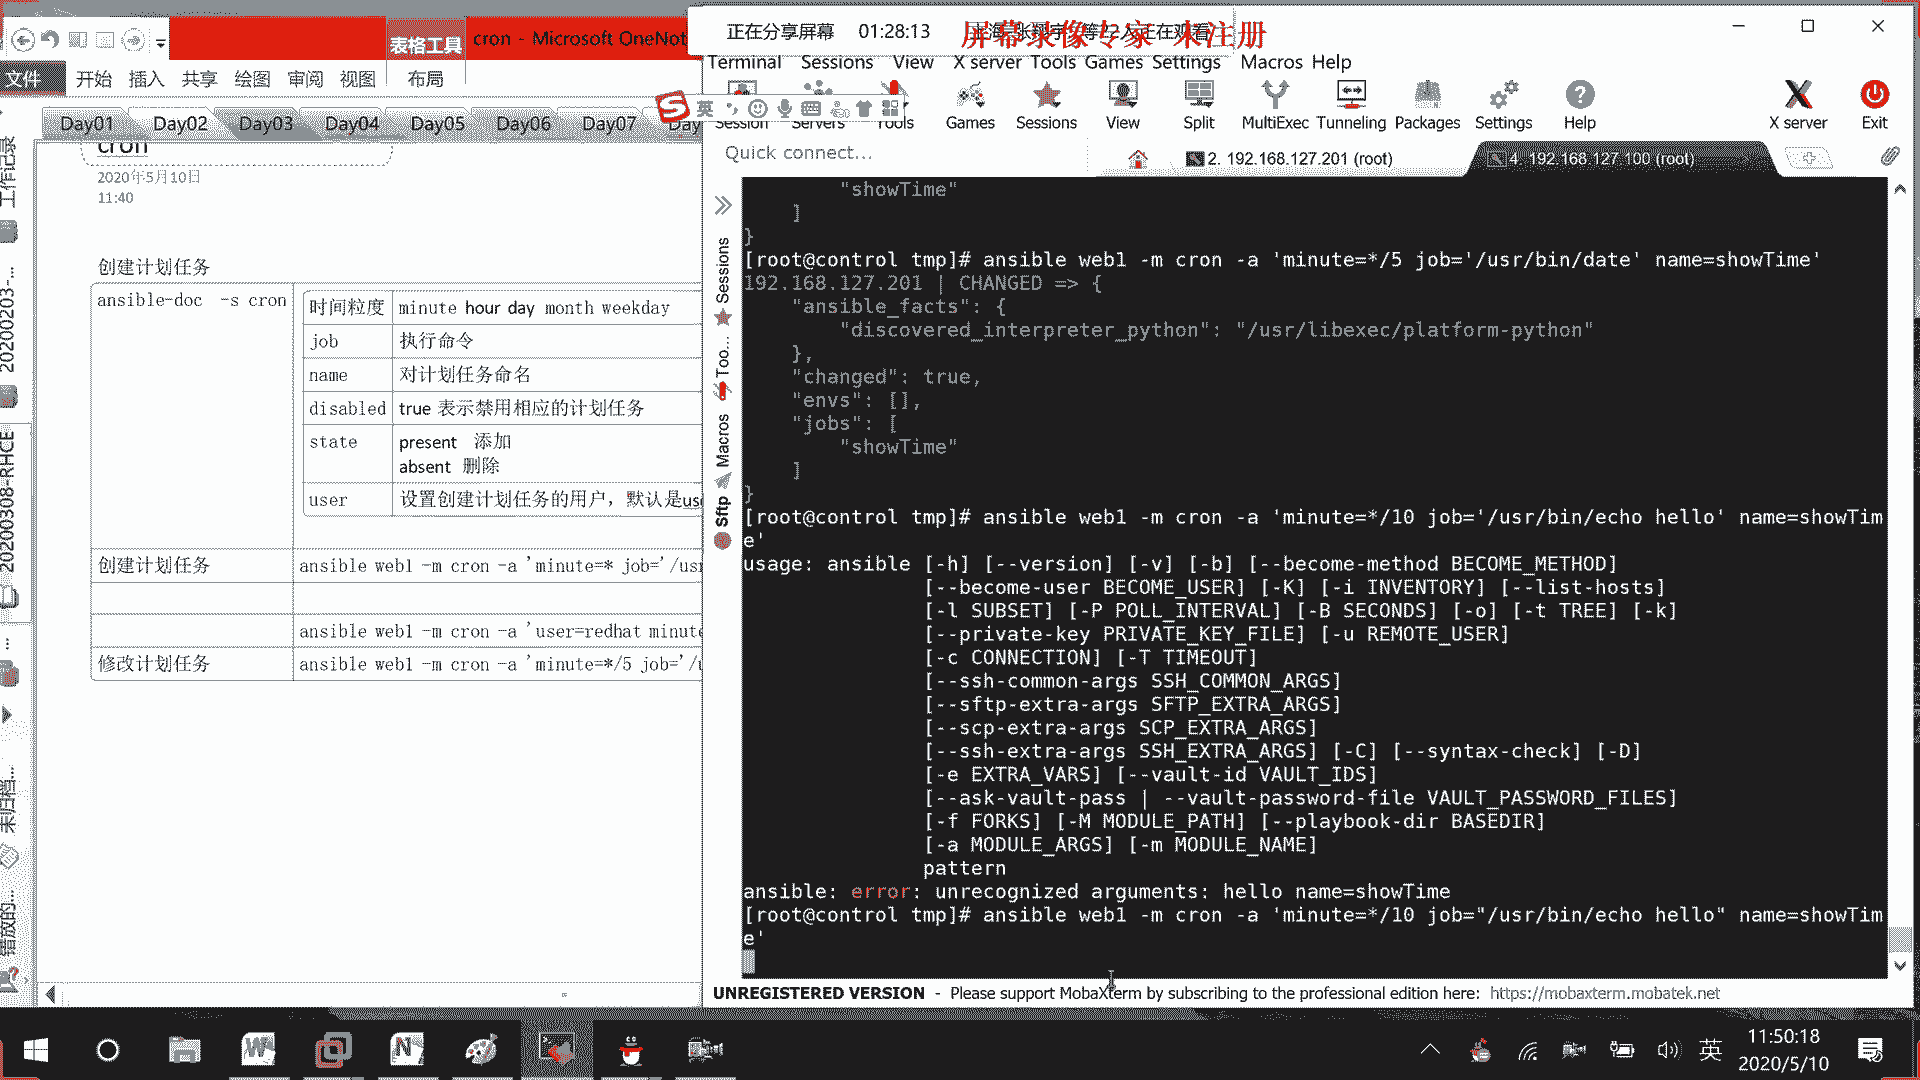 正在分享屏幕 01:28:13
屏幕录像专家 未注册
表格工具
cron - Microsoft OneNot
文件 开始 插入 共享 绘图 审阅 视图 布局
Day01 Day02 Day03 Day04 Day05 Day06 Day07 Day
cron
2020年5月10日
11:40
创建计划任务
ansible-doc -s cron
时间粒度 minute hour day month weekday
job 执行命令
name 对计划任务命名
disabled true 表示禁用相应的计划任务
state present 添加
absent 删除
user 设置创建计划任务的用户，默认是use
创建计划任务 ansible web1 -m cron -a 'minute=* job='/usr
ansible web1 -m cron -a 'user=redhat minute
修改计划任务 ansible web1 -m cron -a 'minute=*/5 job='/u
工作记录
20200203-...
20200308-RHCE
...
未归档...
错放的...
Terminal Sessions View X server Tools Games Settings Macros Help
英
Session Servers Tools Games Sessions View Split MultiExec Tunneling Packages Settings Help X server Exit
Quick connect...
2. 192.168.127.201 (root)
4. 192.168.127.100 (root)
Sessions
Too...
Macros
Sftp
"showTime"
]
}
[root@control tmp]# ansible web1 -m cron -a 'minute=*/5 job='/usr/bin/date' name=showTime'
192.168.127.201 | CHANGED => {
"ansible_facts": {
"discovered_interpreter_python": "/usr/libexec/platform-python"
},
"changed": true,
"envs": [],
"jobs": [
"showTime"
]
}
[root@control tmp]# ansible web1 -m cron -a 'minute=*/10 job='/usr/bin/echo hello' name=showTim
e'
usage: ansible [-h] [--version] [-v] [-b] [--become-method BECOME_METHOD]
[--become-user BECOME_USER] [-K] [-i INVENTORY] [--list-hosts]
[-l SUBSET] [-P POLL_INTERVAL] [-B SECONDS] [-o] [-t TREE] [-k]
[--private-key PRIVATE_KEY_FILE] [-u REMOTE_USER]
[-c CONNECTION] [-T TIMEOUT]
[--ssh-common-args SSH_COMMON_ARGS]
[--sftp-extra-args SFTP_EXTRA_ARGS]
[--scp-extra-args SCP_EXTRA_ARGS]
[--ssh-extra-args SSH_EXTRA_ARGS] [-C] [--syntax-check] [-D]
[-e EXTRA_VARS] [--vault-id VAULT_IDS]
[--ask-vault-pass | --vault-password-file VAULT_PASSWORD_FILES]
[-f FORKS] [-M MODULE_PATH] [--playbook-dir BASEDIR]
[-a MODULE_ARGS] [-m MODULE_NAME]
pattern
ansible: error: unrecognized arguments: hello name=showTime
[root@control tmp]# ansible web1 -m cron -a 'minute=*/10 job="/usr/bin/echo hello" name=showTim
e'
UNREGISTERED VERSION - Please support MobaXterm by subscribing to the professional edition here: https://mobaxterm.mobatek.net
英
11:50:18
2020/5/10